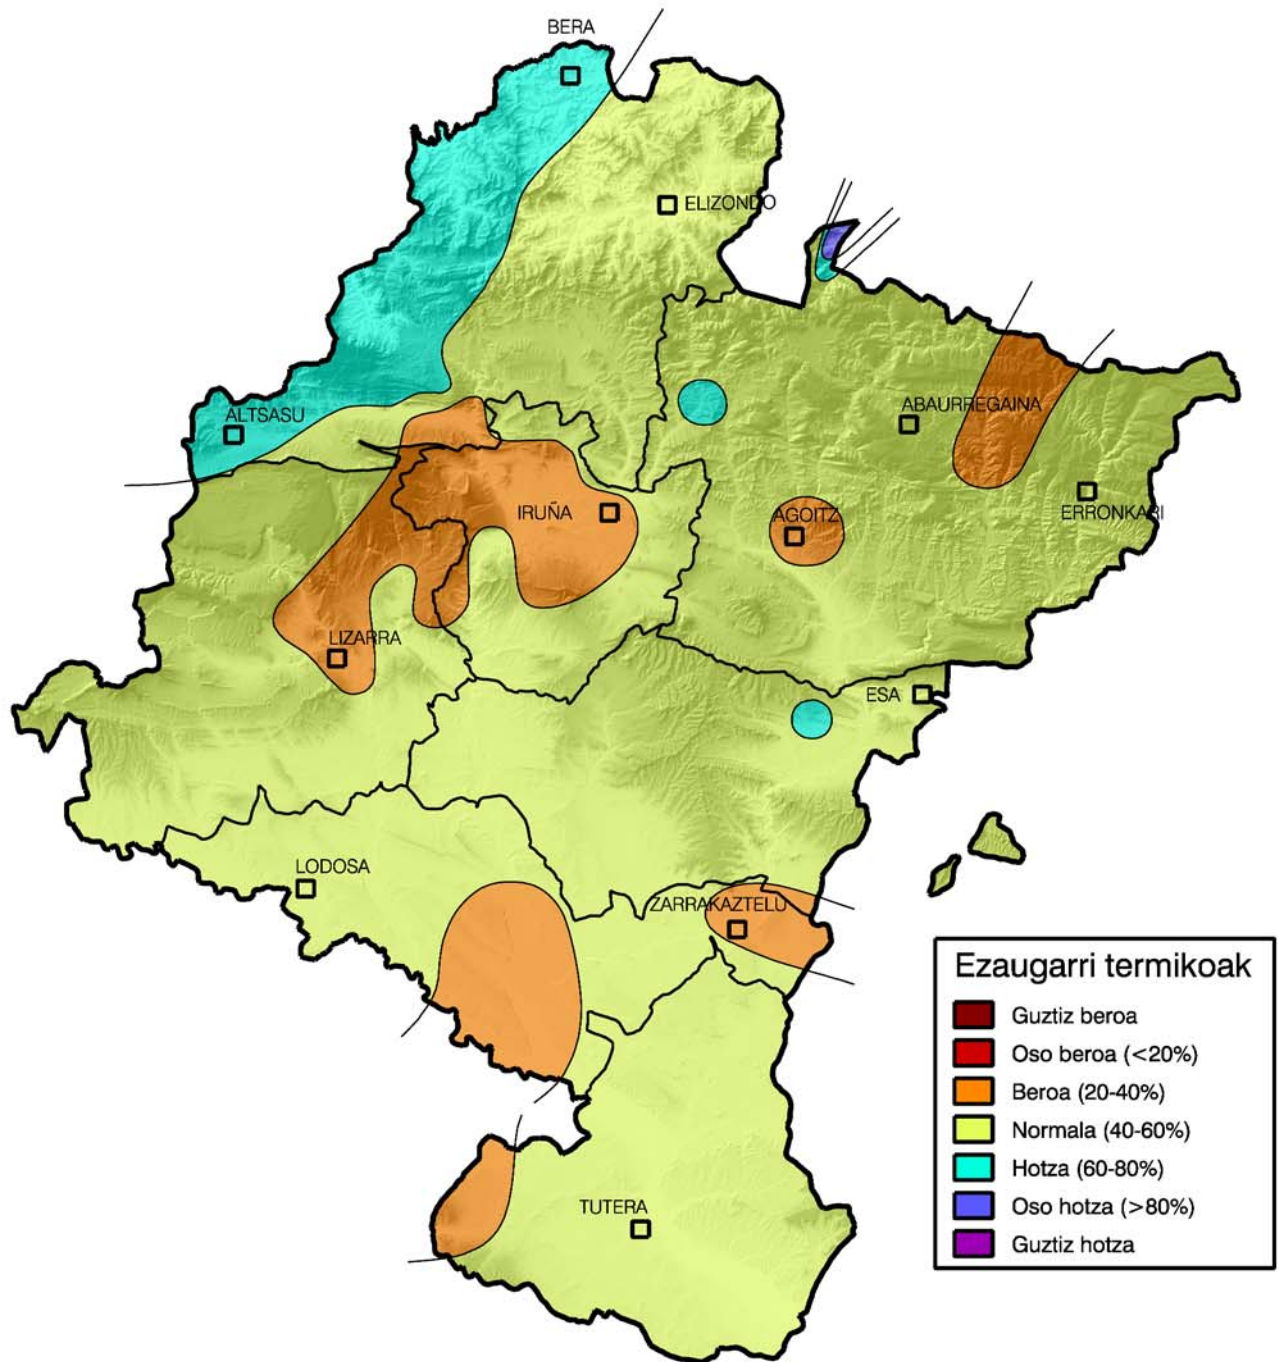 BERA
ELIZONDO
ALTSASU
ABAURREGAINA
IRUÑA
AGOITZ
ERRONKARI
LIZARRA
ESA
LODOSA
ZARRAKAZTELU
TUTERA
Ezaugarri termikoak
Guztiz beroa
Oso beroa (<20%)
Beroa (20-40%)
Normala (40-60%)
Hotza (60-80%)
Oso hotza (>80%)
Guztiz hotza